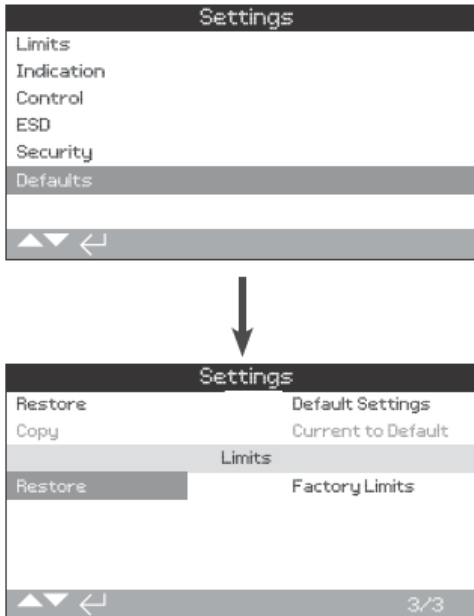 Settings
Limits
Indication
Control
ESD
Security
Defaults
Settings
Restore Default Settings
Copy Current to Default
Limits
Restore Factory Limits
3/3